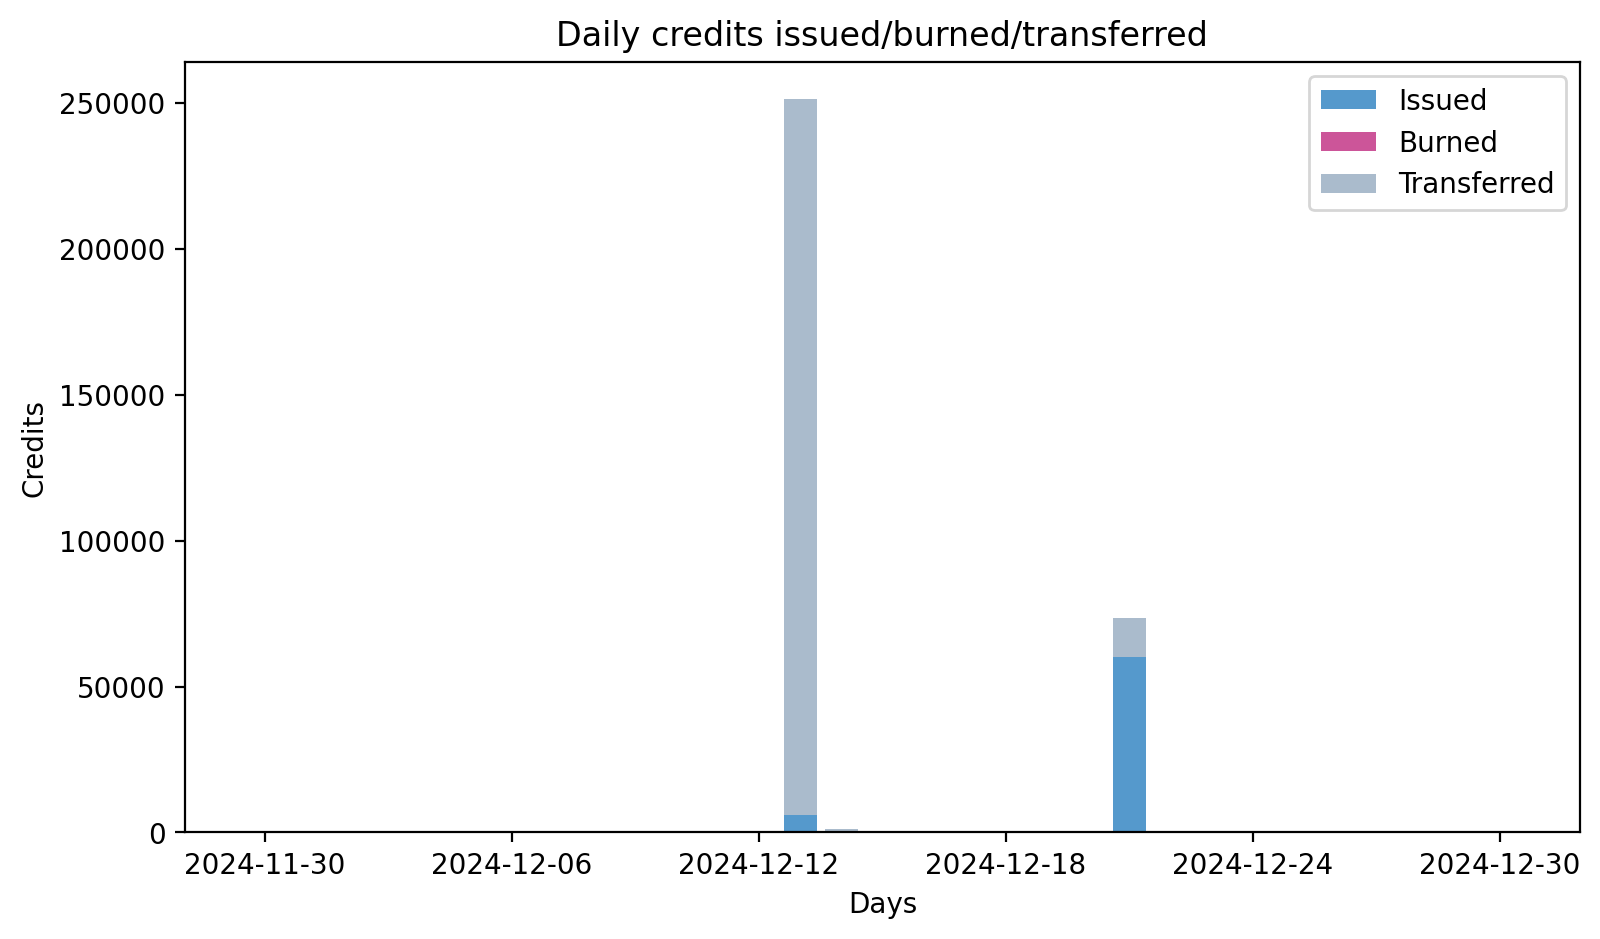 Daily credits issued/burned/transferred
Issued
Burned
Transferred
Credits
250000
200000
150000
100000
50000
0
2024-11-30
2024-12-06
2024-12-12
2024-12-18
2024-12-24
2024-12-30
Days